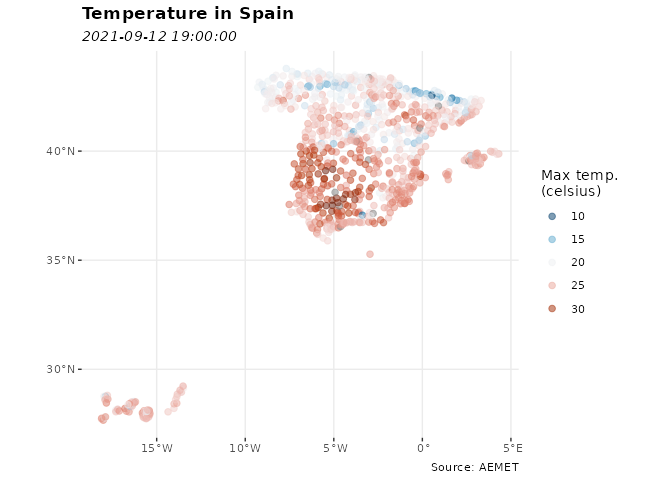 Temperature in Spain
2021-09-12 19:00:00
40°N
35°N
30°N
15°W
10°W
5°W
0°
5°E
Max temp.
(celsius)
10
15
20
25
30
Source: AEMET